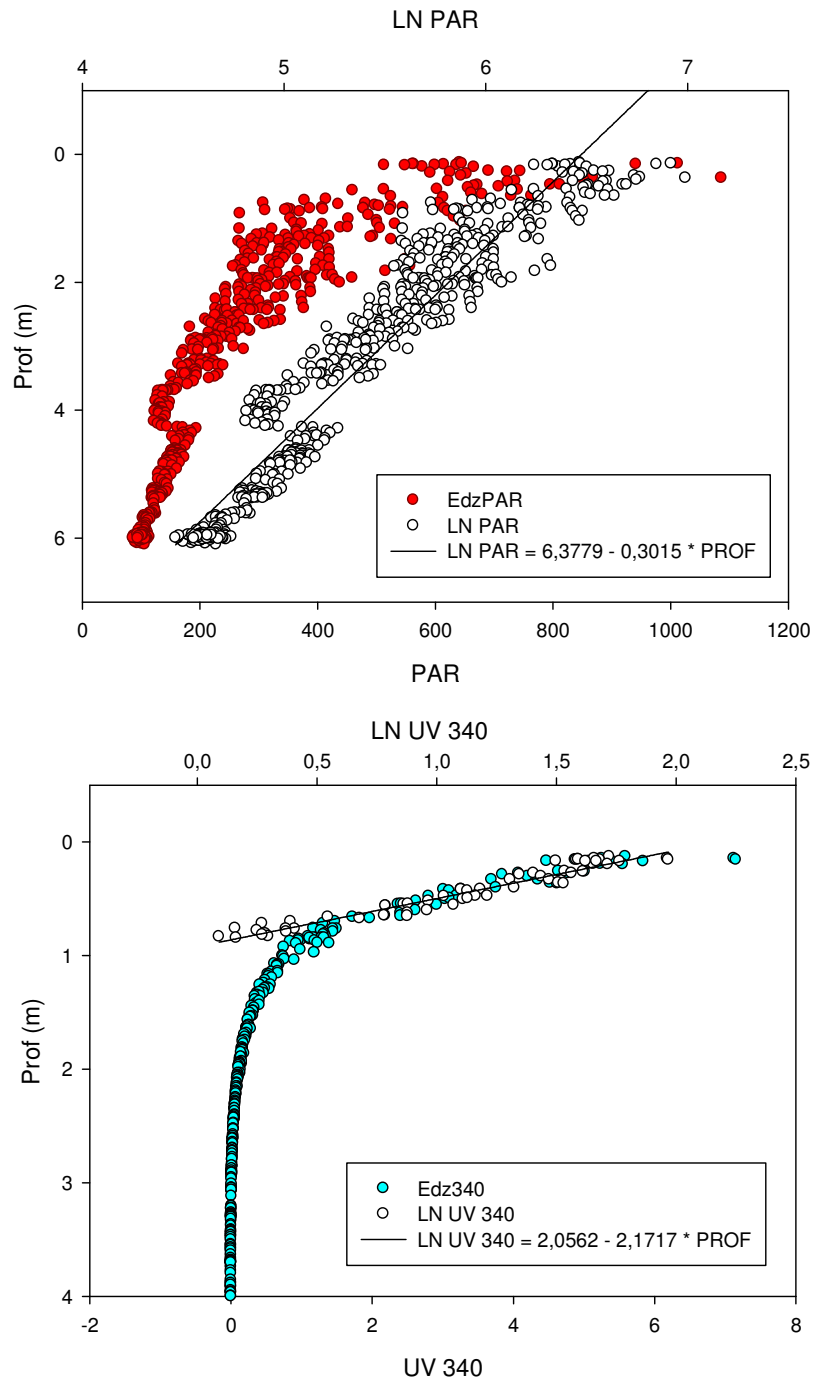 LN PAR
4 5 6 7
0
2
4
6
Prof (m)
EdzPAR
LN PAR
LN PAR = 6,3779 - 0,3015 * PROF
0 200 400 600 800 1000 1200
PAR
LN UV 340
0,0 0,5 1,0 1,5 2,0 2,5
0
1
2
3
4
Prof (m)
Edz340
LN UV 340
LN UV 340 = 2,0562 - 2,1717 * PROF
-2 0 2 4 6 8
UV 340